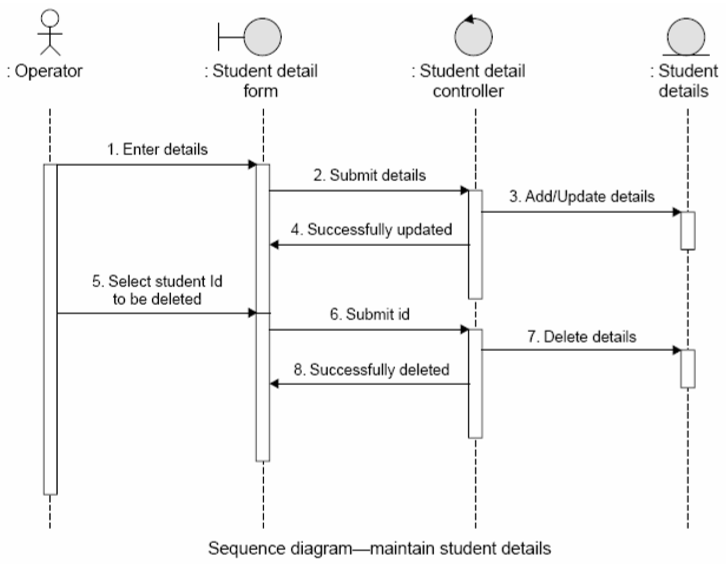 : Operator
: Student detail
form
: Student detail
controller
: Student
details
1. Enter details
2. Submit details
3. Add/Update details
4. Successfully updated
5. Select student Id
to be deleted
6. Submit id
7. Delete details
8. Successfully deleted
Sequence diagram—maintain student details